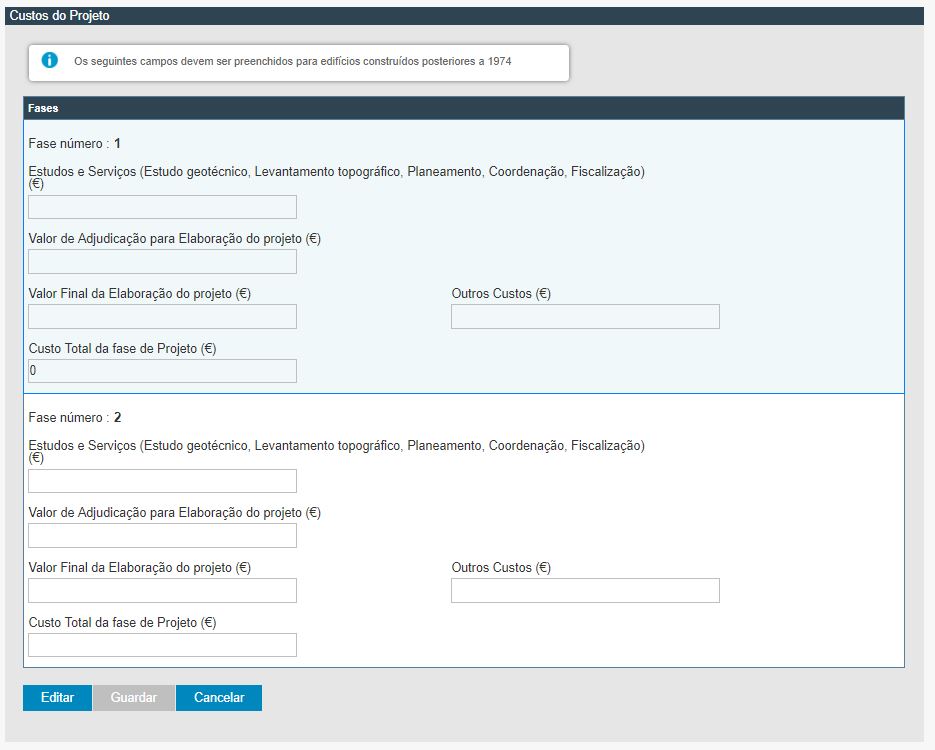 Custos do Projeto
Os seguintes campos devem ser preenchidos para edifícios construídos posteriores a 1974
Fases
Fase número : 1
Estudos e Serviços (Estudo geotécnico, Levantamento topográfico, Planeamento, Coordenação, Fiscalização)
(€)
Valor de Adjudicação para Elaboração do projeto (€)
Valor Final da Elaboração do projeto (€)
Outros Custos (€)
Custo Total da fase de Projeto (€)
0
Fase número : 2
Estudos e Serviços (Estudo geotécnico, Levantamento topográfico, Planeamento, Coordenação, Fiscalização)
(€)
Valor de Adjudicação para Elaboração do projeto (€)
Valor Final da Elaboração do projeto (€)
Outros Custos (€)
Custo Total da fase de Projeto (€)
Editar
Guardar
Cancelar